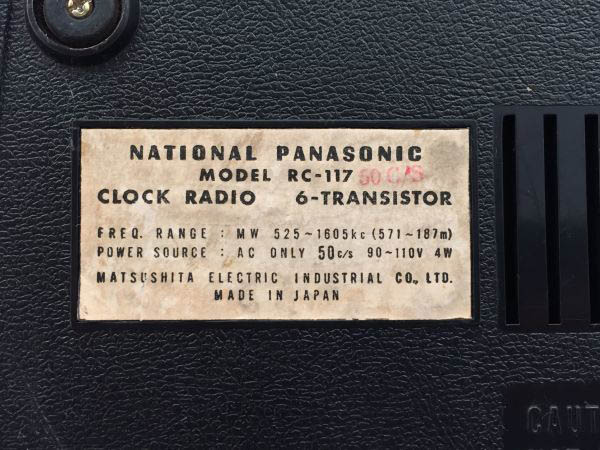 NATIONAL PANASONIC
MODEL RC-117 50 C/S
CLOCK RADIO 6-TRANSISTOR
FREQ. RANGE : MW 525~1605kc (571~187m)
POWER SOURCE : AC ONLY 50c/s 90~110V 4W
MATSUSHITA ELECTRIC INDUSTRIAL CO., LTD.
MADE IN JAPAN
CAUT